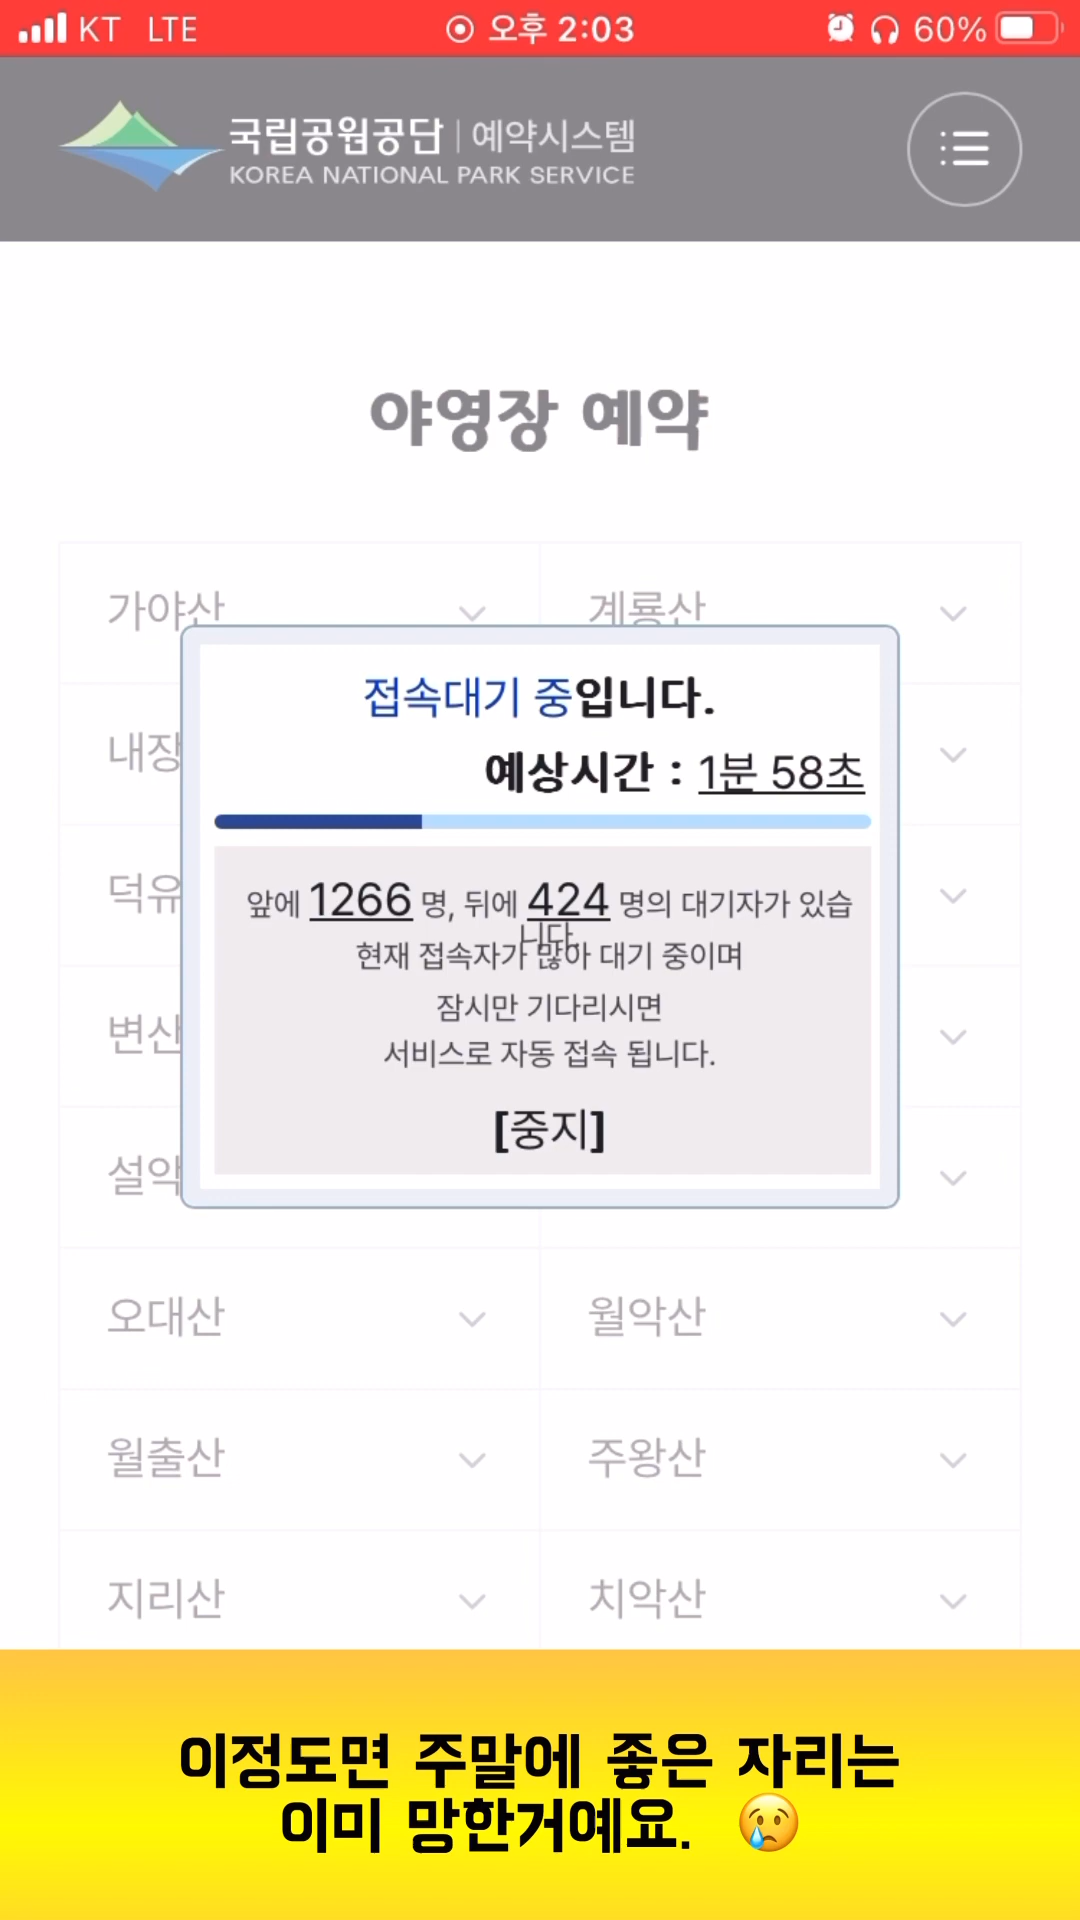 KT LTE 오후 2:03 60%
국립공원공단 | 예약시스템
KOREA NATIONAL PARK SERVICE
야영장 예약
가야산 계룡산
접속대기 중입니다.
내장
예상시간 : 1분 58초
덕유
앞에 1266 명, 뒤에 424 명의 대기자가 있습
니다.
현재 접속자가 많아 대기 중이며
변산
잠시만 기다리시면
서비스로 자동 접속 됩니다.
[중지]
설악
오대산 월악산
월출산 주왕산
지리산 치악산
이정도면 주말에 좋은 자리는
이미 망한거예요. 😢